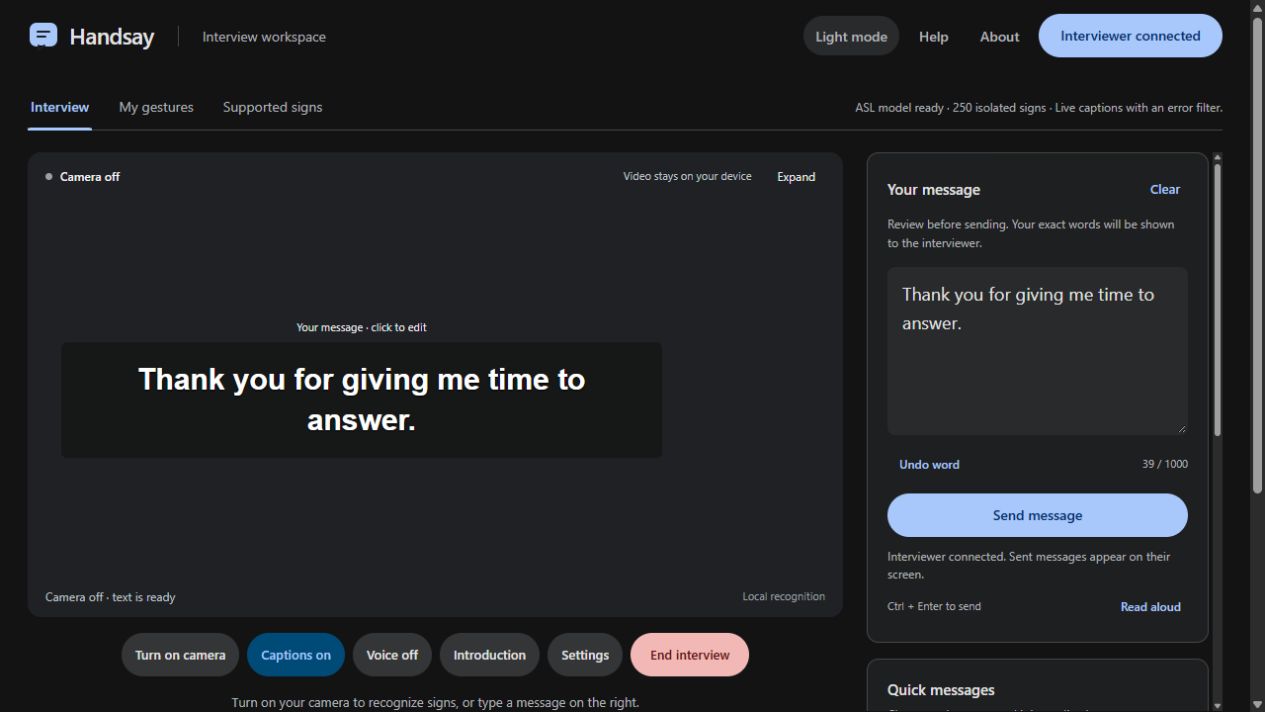 Handsay
Interview workspace
Light mode
Help
About
Interviewer connected
Interview
My gestures
Supported signs
ASL model ready · 250 isolated signs · Live captions with an error filter.
Camera off
Video stays on your device
Expand
Your message · click to edit
Thank you for giving me time to
answer.
Camera off · text is ready
Local recognition
Turn on camera
Captions on
Voice off
Introduction
Settings
End interview
Turn on your camera to recognize signs, or type a message on the right.
Your message
Clear
Review before sending. Your exact words will be shown
to the interviewer.
Thank you for giving me time to
answer.
Undo word
39 / 1000
Send message
Interviewer connected. Sent messages appear on their
screen.
Ctrl + Enter to send
Read aloud
Quick messages